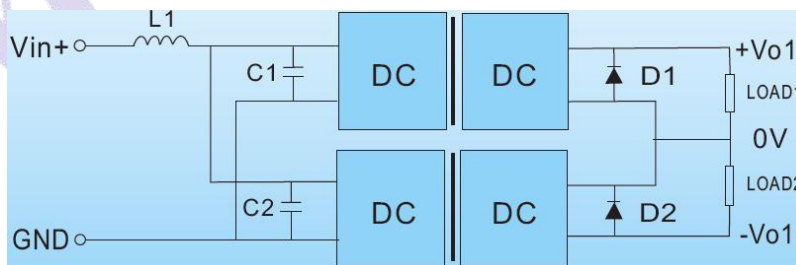 L1
Vin+
C1
DC
DC
D1
+Vo1
LOAD1
0V
C2
DC
DC
D2
LOAD2
GND
-Vo1